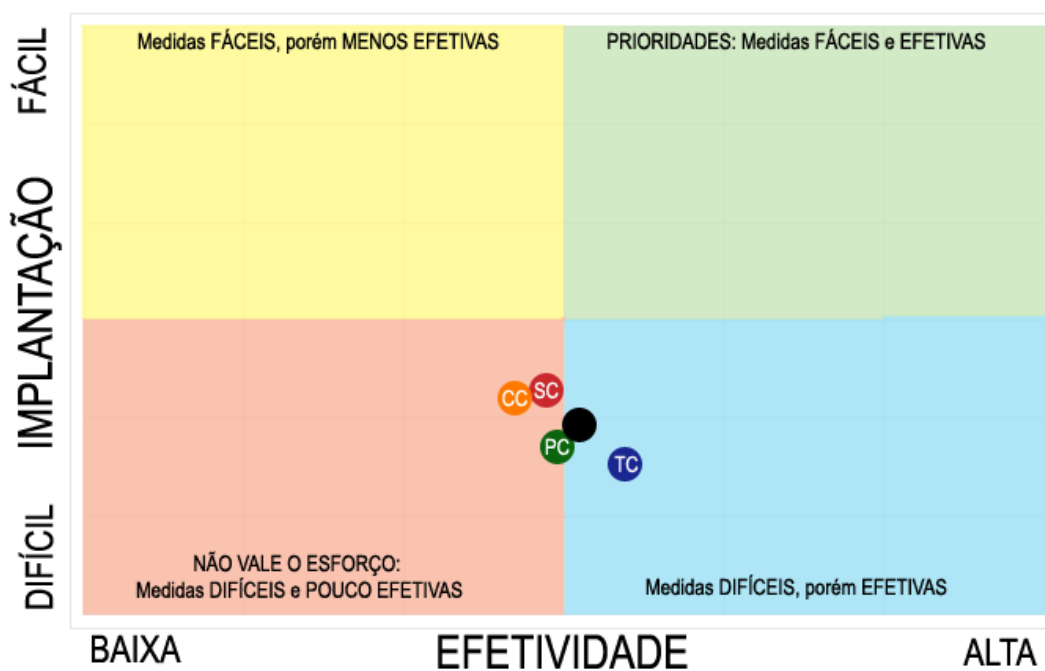 Medidas FÁCEIS, porém MENOS EFETIVAS
PRIORIDADES: Medidas FÁCEIS e EFETIVAS
FÁCIL
IMPLANTAÇÃO
DIFÍCIL
CC
SC
PC
TC
NÃO VALE O ESFORÇO:
Medidas DIFÍCEIS e POUCO EFETIVAS
Medidas DIFÍCEIS, porém EFETIVAS
BAIXA
EFETIVIDADE
ALTA